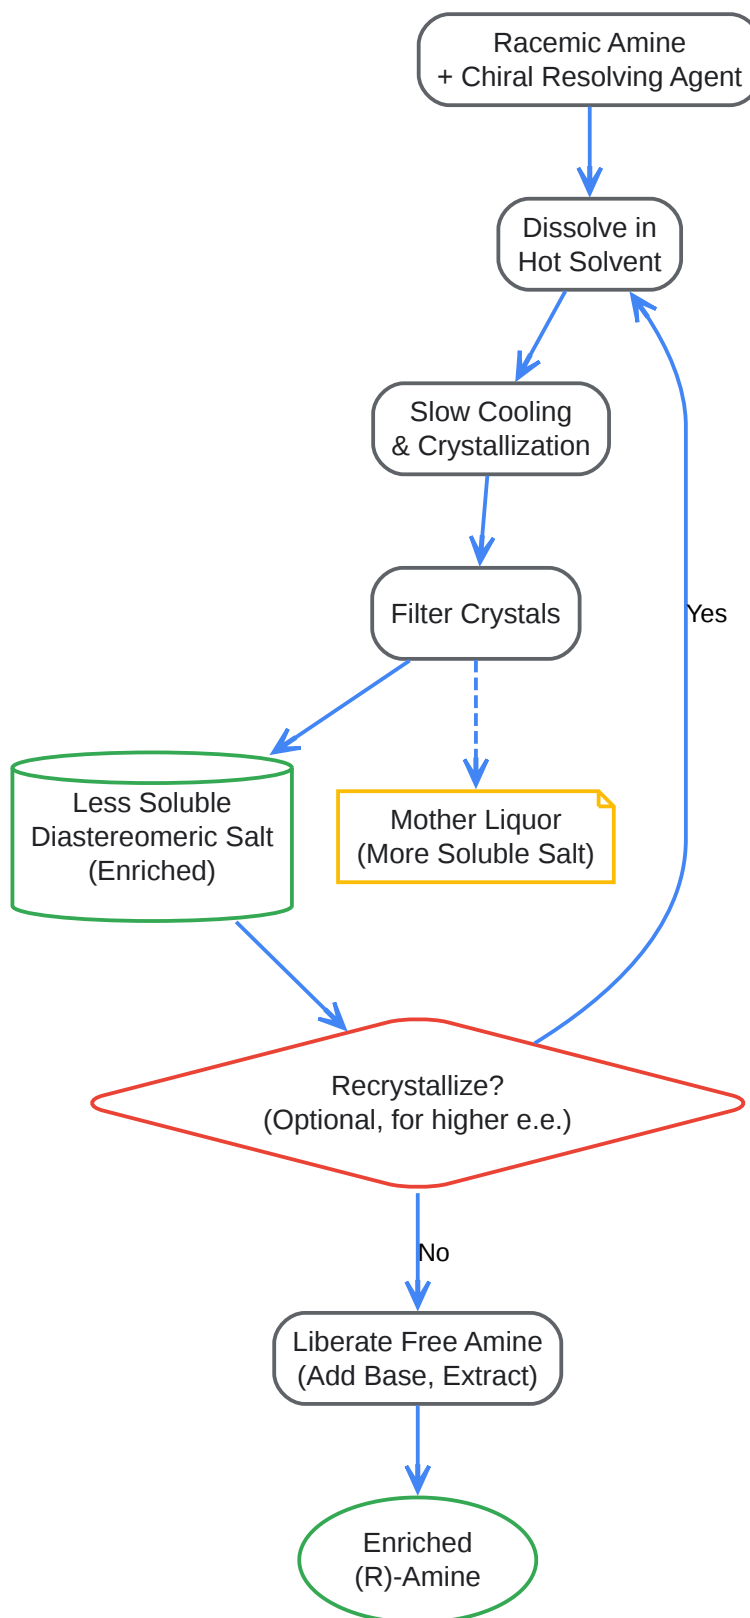 Racemic Amine
+ Chiral Resolving Agent
Dissolve in
Hot Solvent
Slow Cooling
& Crystallization
Filter Crystals
Yes
Less Soluble
Diastereomeric Salt
(Enriched)
Mother Liquor
(More Soluble Salt)
Recrystallize?
(Optional, for higher e.e.)
No
Liberate Free Amine
(Add Base, Extract)
Enriched
(R)-Amine